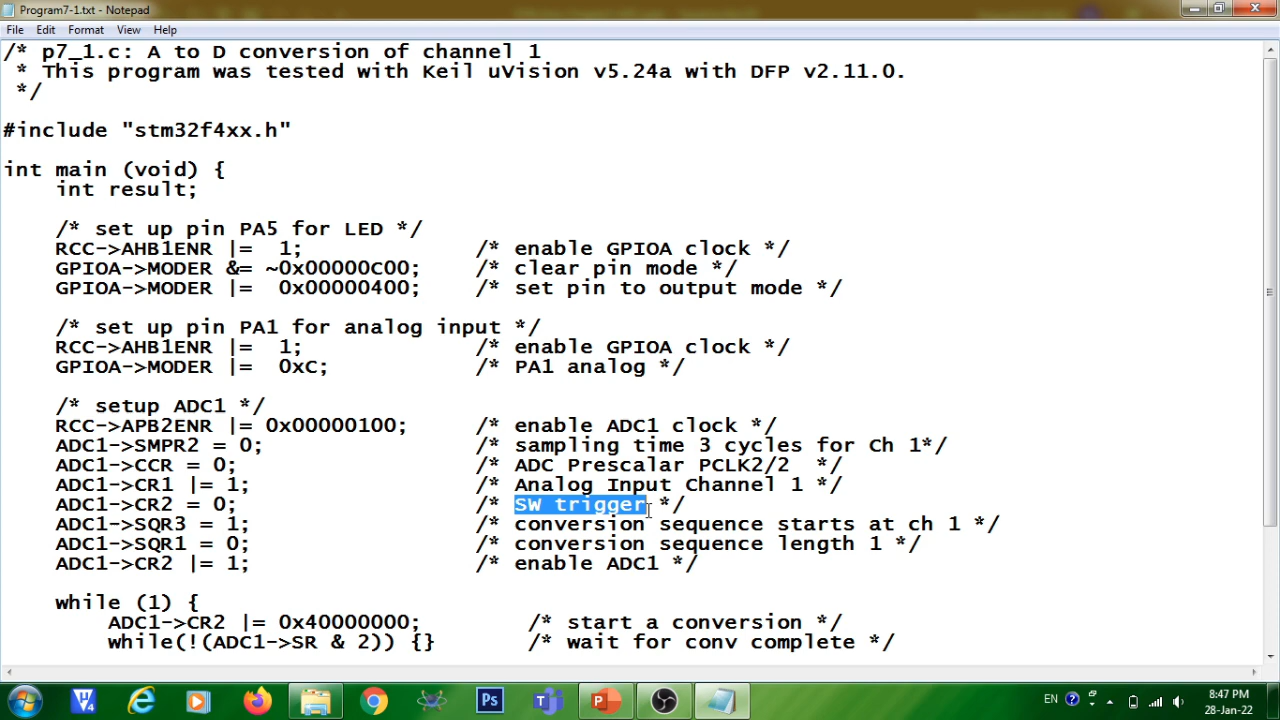 Program7-1.txt - Notepad
File Edit Format View Help
/* p7_1.c: A to D conversion of channel 1
 * This program was tested with Keil uVision v5.24a with DFP v2.11.0.
 */
#include "stm32f4xx.h"
int main (void) {
    int result;
    /* set up pin PA5 for LED */
    RCC->AHB1ENR |=  1;             /* enable GPIOA clock */
    GPIOA->MODER &= ~0x00000C00;    /* clear pin mode */
    GPIOA->MODER |=  0x00000400;    /* set pin to output mode */
    /* set up pin PA1 for analog input */
    RCC->AHB1ENR |=  1;             /* enable GPIOA clock */
    GPIOA->MODER |=  0xC;           /* PA1 analog */
    /* setup ADC1 */
    RCC->APB2ENR |= 0x00000100;     /* enable ADC1 clock */
    ADC1->SMPR2 = 0;                /* sampling time 3 cycles for Ch 1*/
    ADC1->CCR = 0;                  /* ADC Prescalar PCLK2/2  */
    ADC1->CR1 |= 1;                 /* Analog Input Channel 1 */
    ADC1->CR2 = 0;                  /* SW trigger */
    ADC1->SQR3 = 1;                 /* conversion sequence starts at ch 1 */
    ADC1->SQR1 = 0;                 /* conversion sequence length 1 */
    ADC1->CR2 |= 1;                 /* enable ADC1 */
    while (1) {
        ADC1->CR2 |= 0x40000000;        /* start a conversion */
        while(!(ADC1->SR & 2)) {}       /* wait for conv complete */
EN
8:47 PM
28-Jan-22